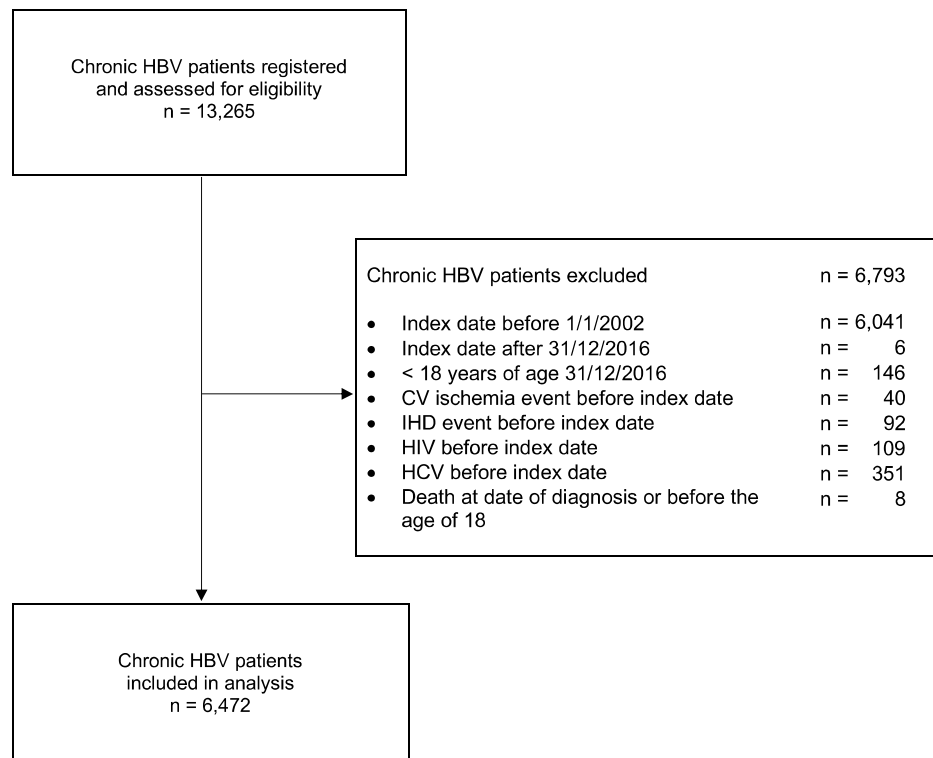 Chronic HBV patients registered
and assessed for eligibility
n = 13,265
Chronic HBV patients excluded n = 6,793
• Index date before 1/1/2002 n = 6,041
• Index date after 31/12/2016 n = 6
• < 18 years of age 31/12/2016 n = 146
• CV ischemia event before index date n = 40
• IHD event before index date n = 92
• HIV before index date n = 109
• HCV before index date n = 351
• Death at date of diagnosis or before the n = 8
age of 18
Chronic HBV patients
included in analysis
n = 6,472